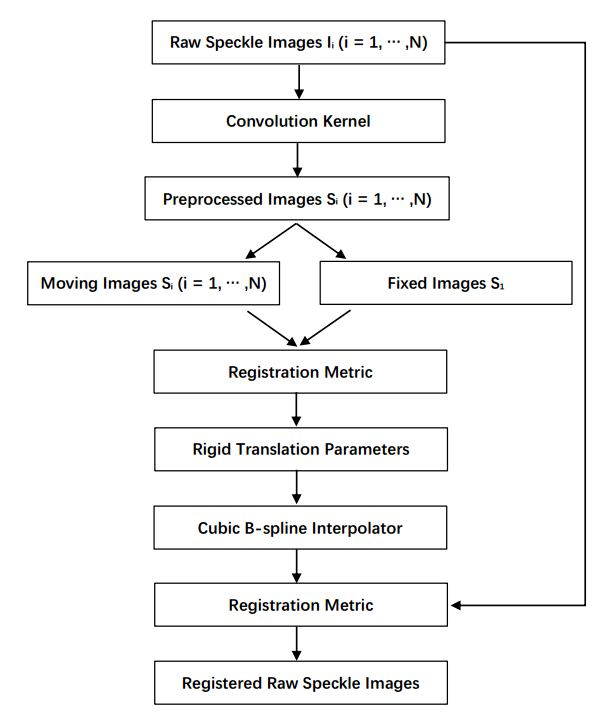 Raw Speckle Images Iᵢ (i = 1, ··· ,N)
Convolution Kernel
Preprocessed Images Sᵢ (i = 1, ··· ,N)
Moving Images Sᵢ (i = 1, ··· ,N)
Fixed Images S₁
Registration Metric
Rigid Translation Parameters
Cubic B-spline Interpolator
Registration Metric
Registered Raw Speckle Images